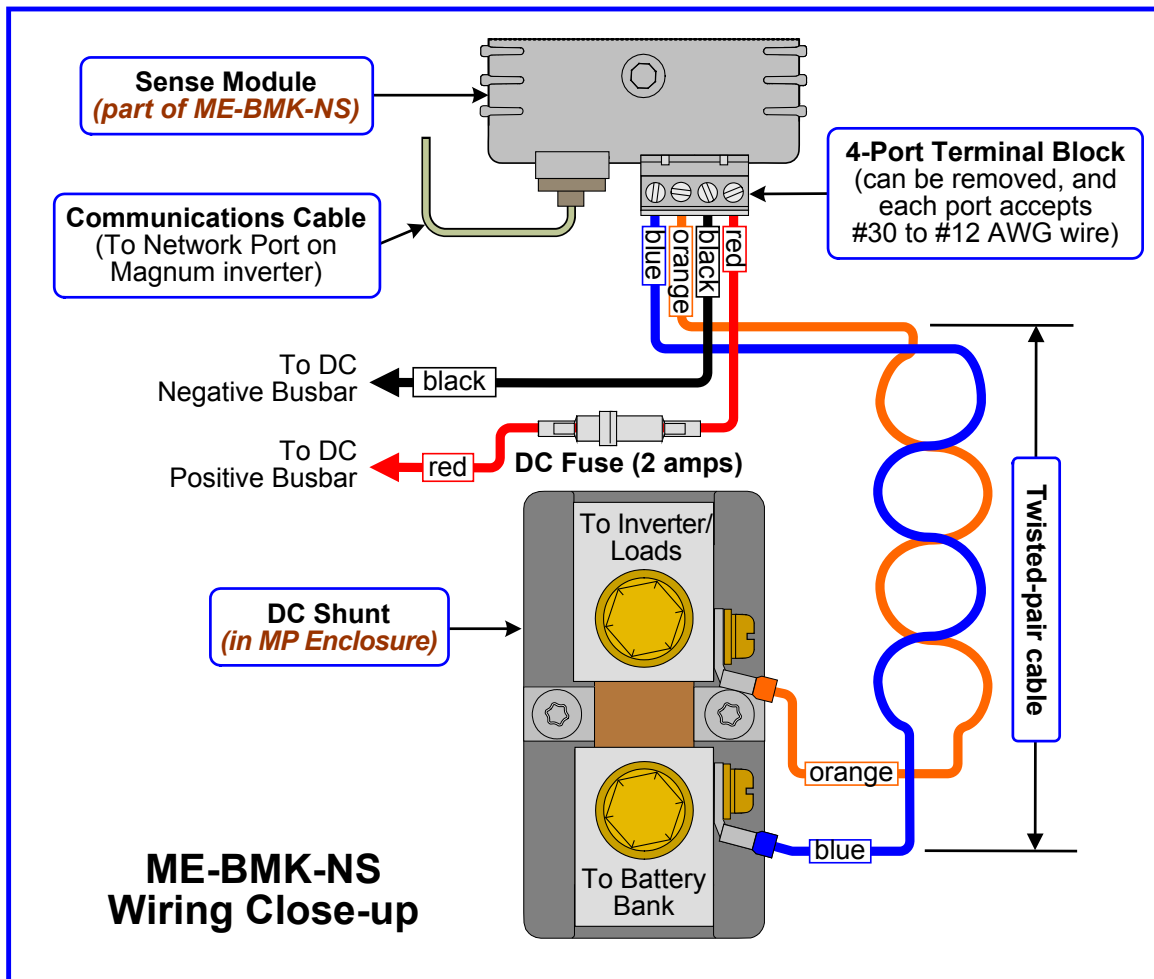 Sense Module
(part of ME-BMK-NS)
4-Port Terminal Block
(can be removed, and
each port accepts
#30 to #12 AWG wire)
Communications Cable
(To Network Port on
Magnum inverter)
blue
orange
black
red
To DC
Negative Busbar
black
To DC
Positive Busbar
red
DC Fuse (2 amps)
Twisted-pair cable
To Inverter/
Loads
DC Shunt
(in MP Enclosure)
orange
blue
To Battery
Bank
ME-BMK-NS
Wiring Close-up